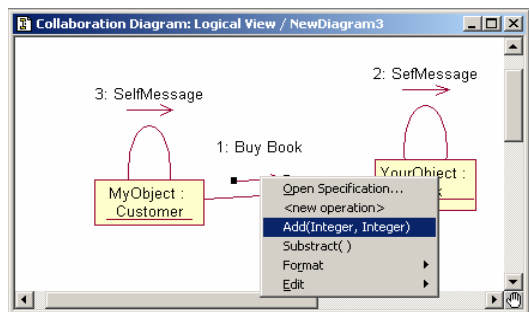 Collaboration Diagram: Logical View / NewDiagram3
2: SefMessage
3: SelfMessage
1: Buy Book
MyObject :
Customer
YourObject :
Open Specification...
<new operation>
Add(Integer, Integer)
Substract( )
Format
Edit